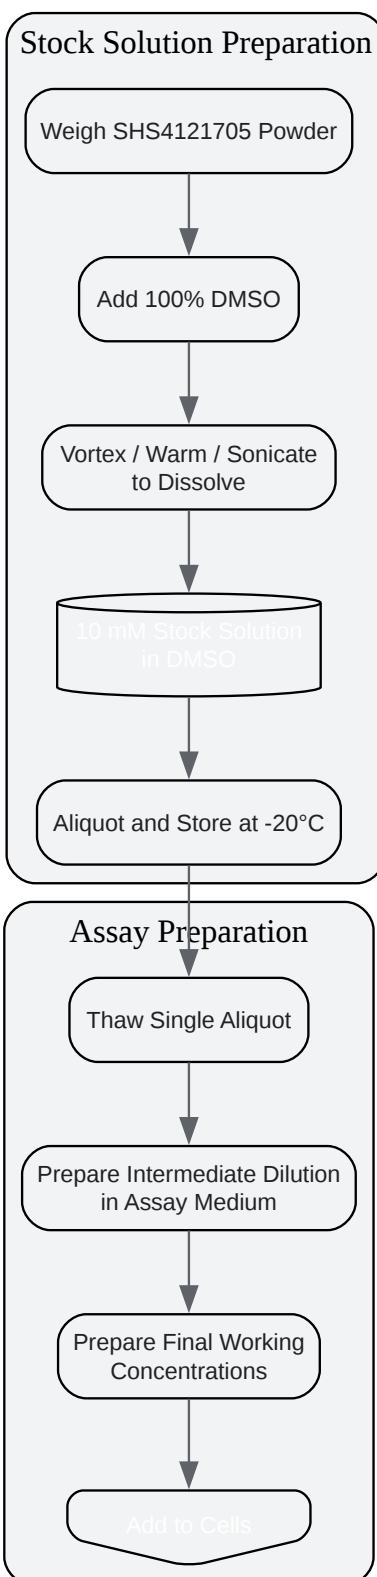 Stock Solution Preparation
Weigh SHS4121705 Powder
Add 100% DMSO
Vortex / Warm / Sonicate
to Dissolve
10 mM Stock Solution
in DMSO
Aliquot and Store at -20°C
Assay Preparation
Thaw Single Aliquot
Prepare Intermediate Dilution
in Assay Medium
Prepare Final Working
Concentrations
Add to Cells